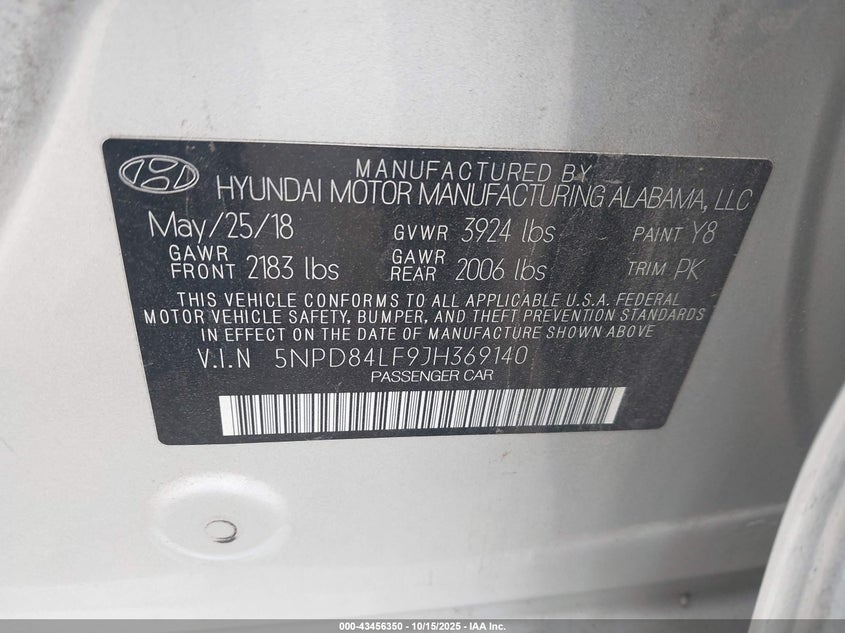 MANUFACTURED BY
HYUNDAI MOTOR MANUFACTURING ALABAMA, LLC
May/25/18 GVWR 3924 lbs PAINT Y8
GAWR FRONT 2183 lbs GAWR REAR 2006 lbs TRIM PK
THIS VEHICLE CONFORMS TO ALL APPLICABLE U.S.A. FEDERAL
MOTOR VEHICLE SAFETY, BUMPER, AND THEFT PREVENTION STANDARDS
IN EFFECT ON THE DATE OF MANUFACTURE SHOWN ABOVE
V.I.N 5NPD84LF9JH369140
PASSENGER CAR
000-43456350 - 10/15/2025 - IAA Inc.